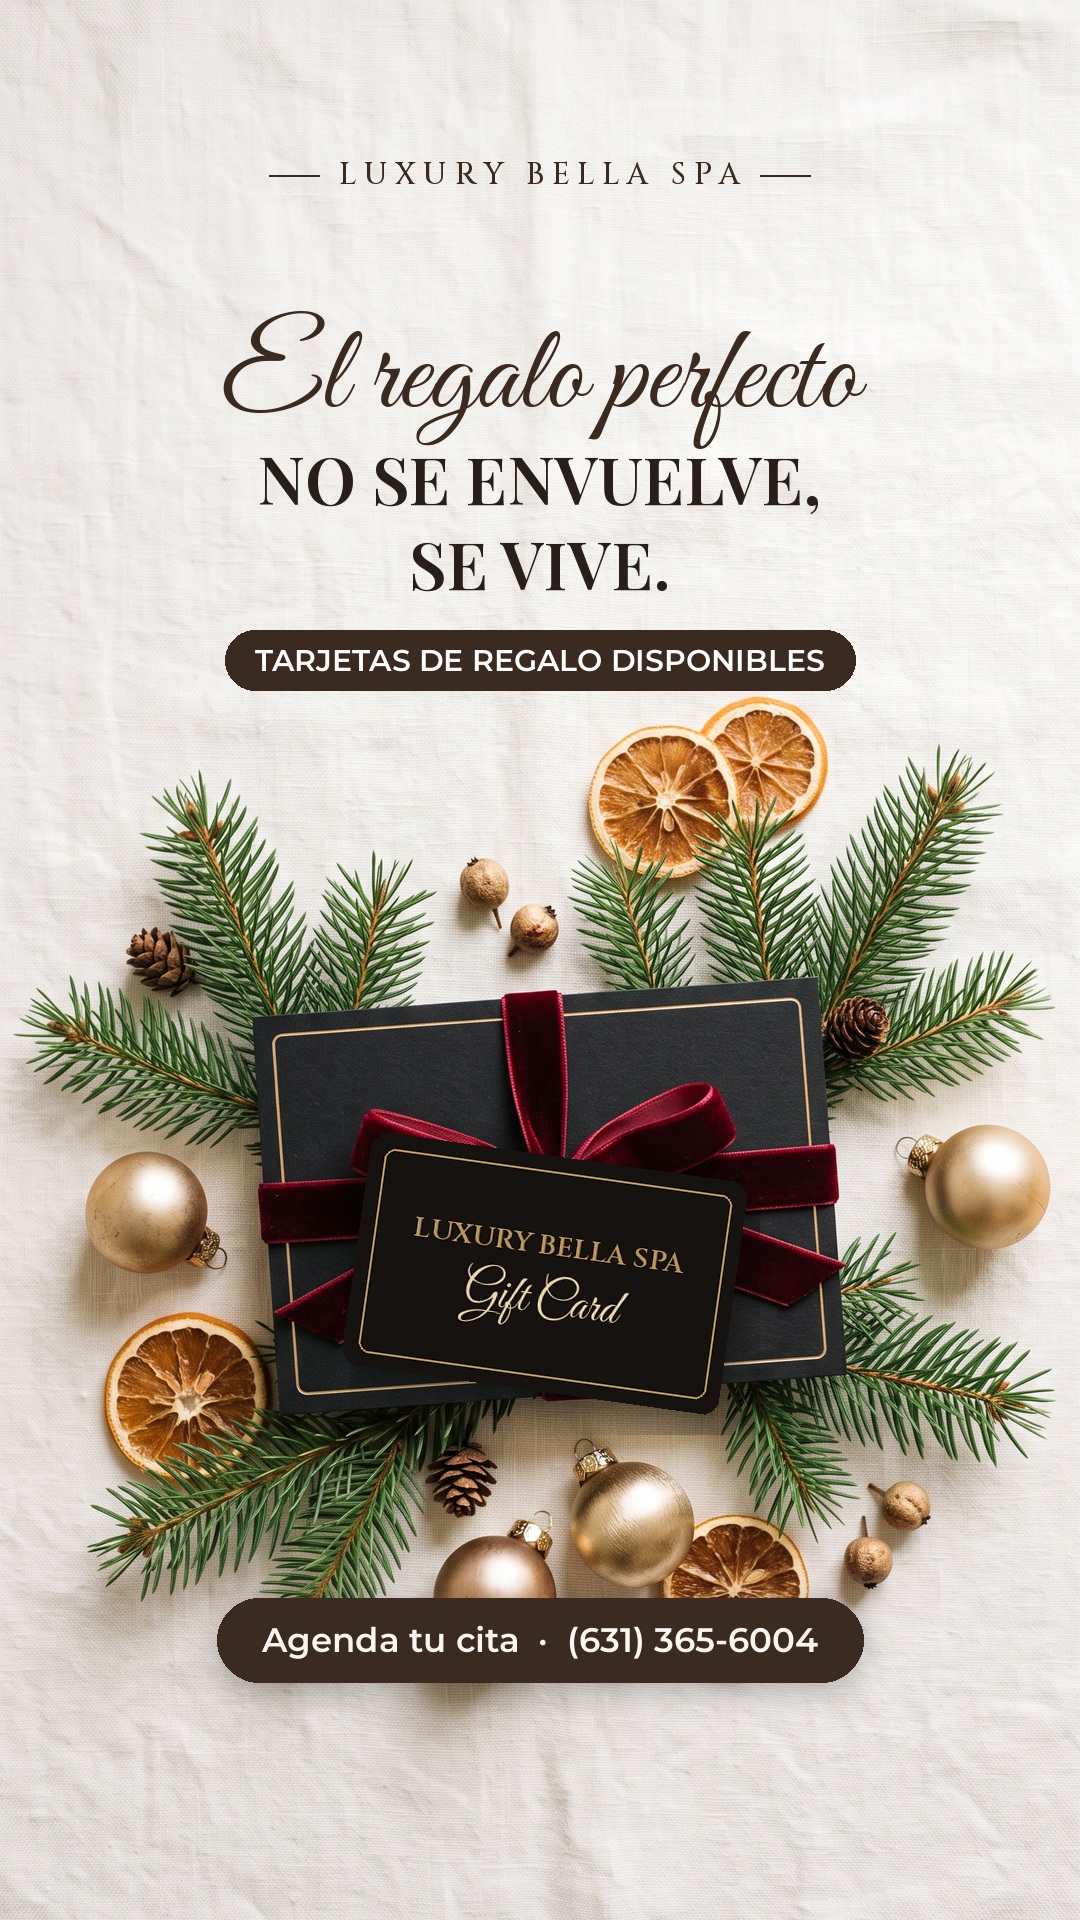 LUXURY BELLA SPA
El regalo perfecto
NO SE ENVUELVE,
SE VIVE.
TARJETAS DE REGALO DISPONIBLES
LUXURY BELLA SPA
Gift Card
Agenda tu cita · (631) 365-6004